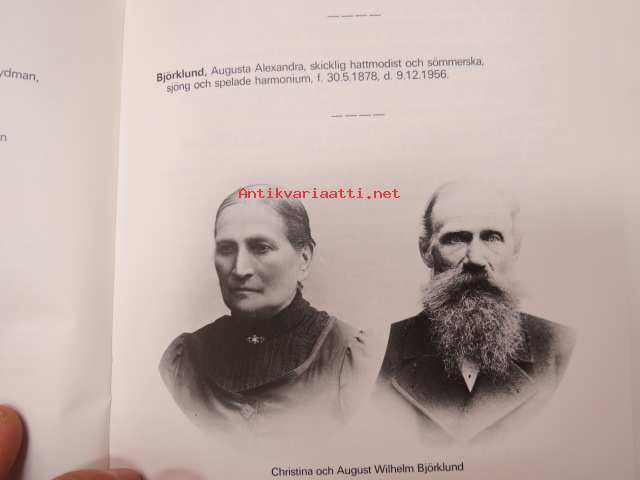 ydman,
n
— — — —
Björklund, Augusta Alexandra, skicklig hattmodist och sömmerska,
sjöng och spelade harmonium, f. 30.5.1878, d. 9.12.1956.
— — — —
Antikvariaatti.net
Christina och August Wilhelm Björklund